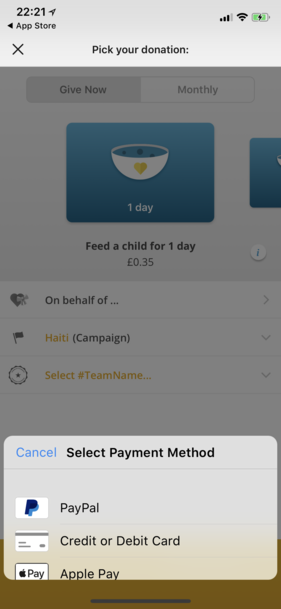 22:21
App Store
Pick your donation:
Give Now
Monthly
1 day
Feed a child for 1 day
£0.35
i
On behalf of ...
Haiti (Campaign)
Select #TeamName...
Cancel Select Payment Method
PayPal
Credit or Debit Card
Pay Apple Pay